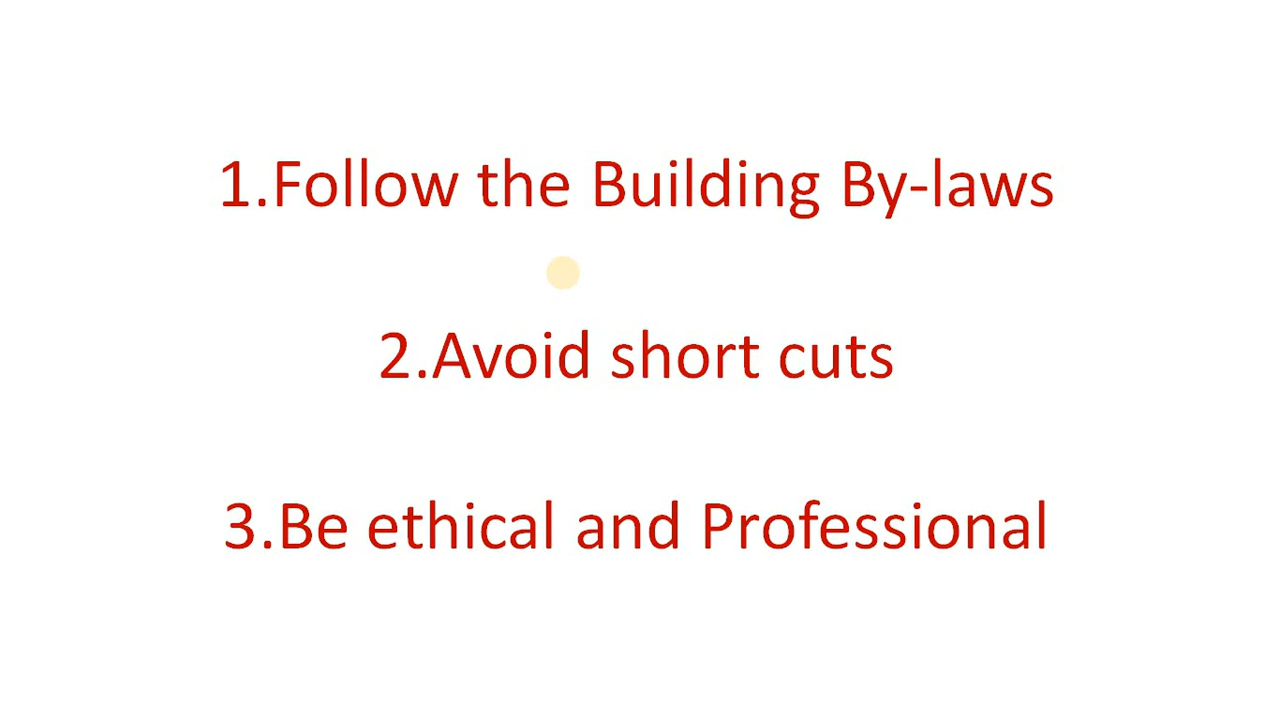 1.Follow the Building By-laws
2.Avoid short cuts
3.Be ethical and Professional